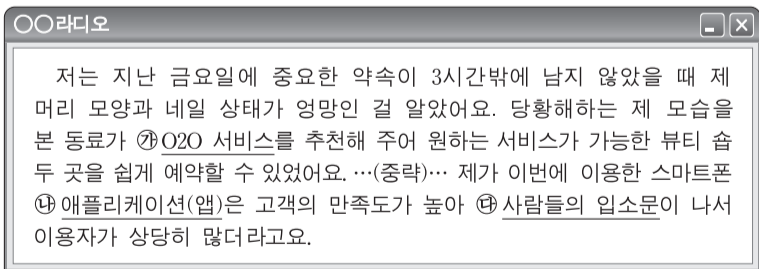 ○○라디오
저는 지난 금요일에 중요한 약속이 3시간밖에 남지 않았을 때 제
머리 모양과 네일 상태가 엉망인 걸 알았어요. 당황해하는 제 모습을
본 동료가 ㉮O2O 서비스를 추천해 주어 원하는 서비스가 가능한 뷰티 숍
두 곳을 쉽게 예약할 수 있었어요. …(중략)… 제가 이번에 이용한 스마트폰
㉯애플리케이션(앱)은 고객의 만족도가 높아 ㉰사람들의 입소문이 나서
이용자가 상당히 많더라고요.